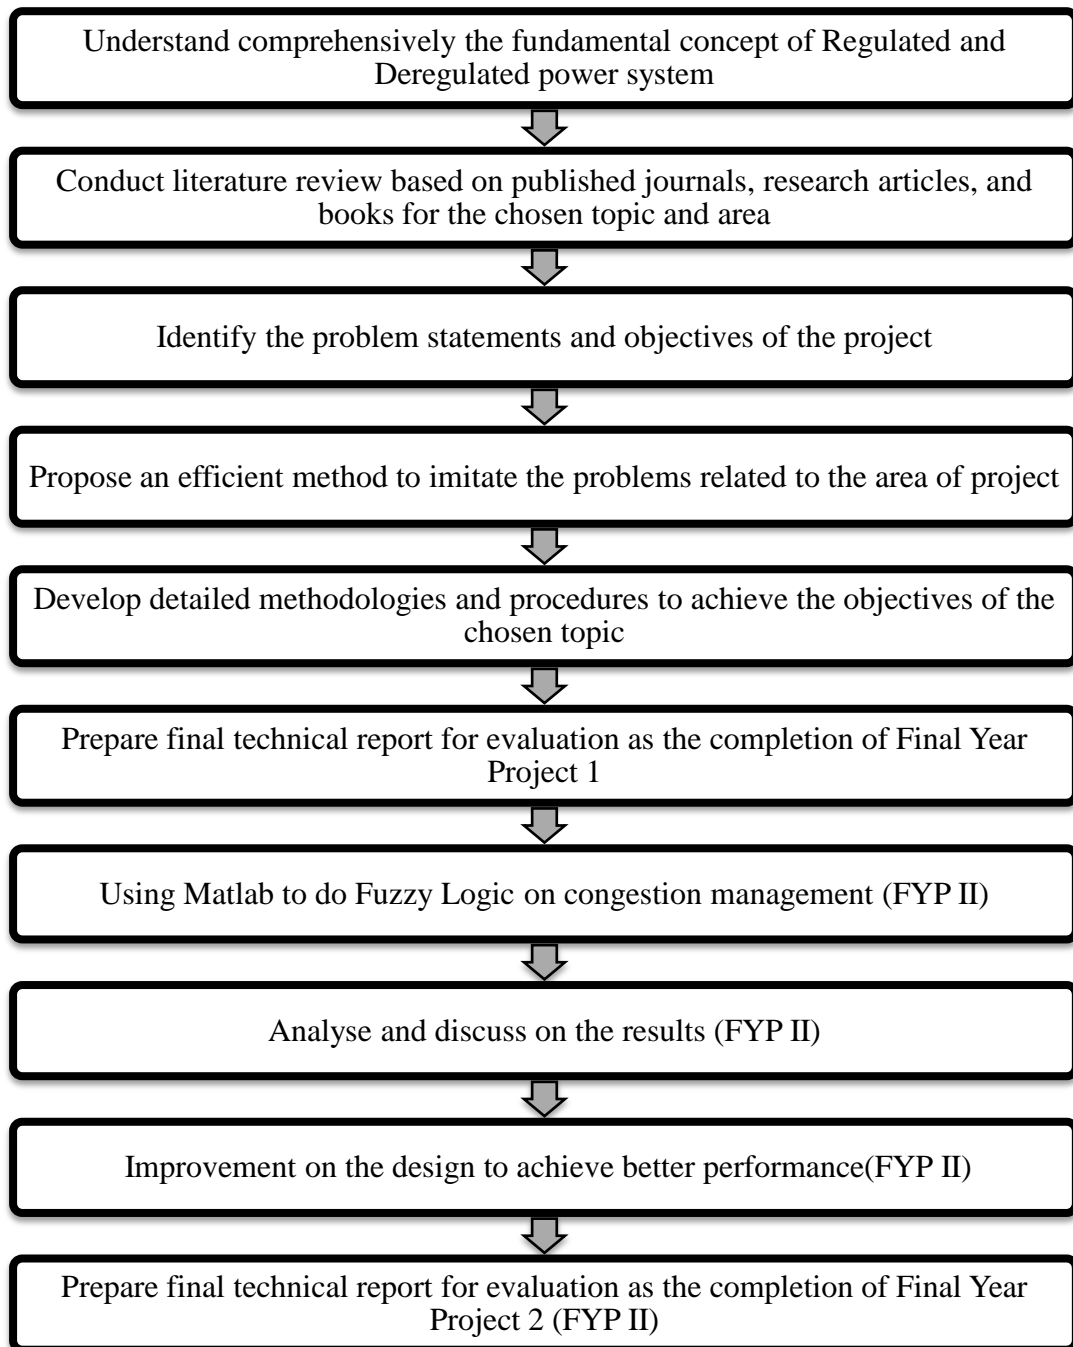 Understand comprehensively the fundamental concept of Regulated and
Deregulated power system
Conduct literature review based on published journals, research articles, and
books for the chosen topic and area
Identify the problem statements and objectives of the project
Propose an efficient method to imitate the problems related to the area of project
Develop detailed methodologies and procedures to achieve the objectives of the
chosen topic
Prepare final technical report for evaluation as the completion of Final Year
Project 1
Using Matlab to do Fuzzy Logic on congestion management (FYP II)
Analyse and discuss on the results (FYP II)
Improvement on the design to achieve better performance(FYP II)
Prepare final technical report for evaluation as the completion of Final Year
Project 2 (FYP II)